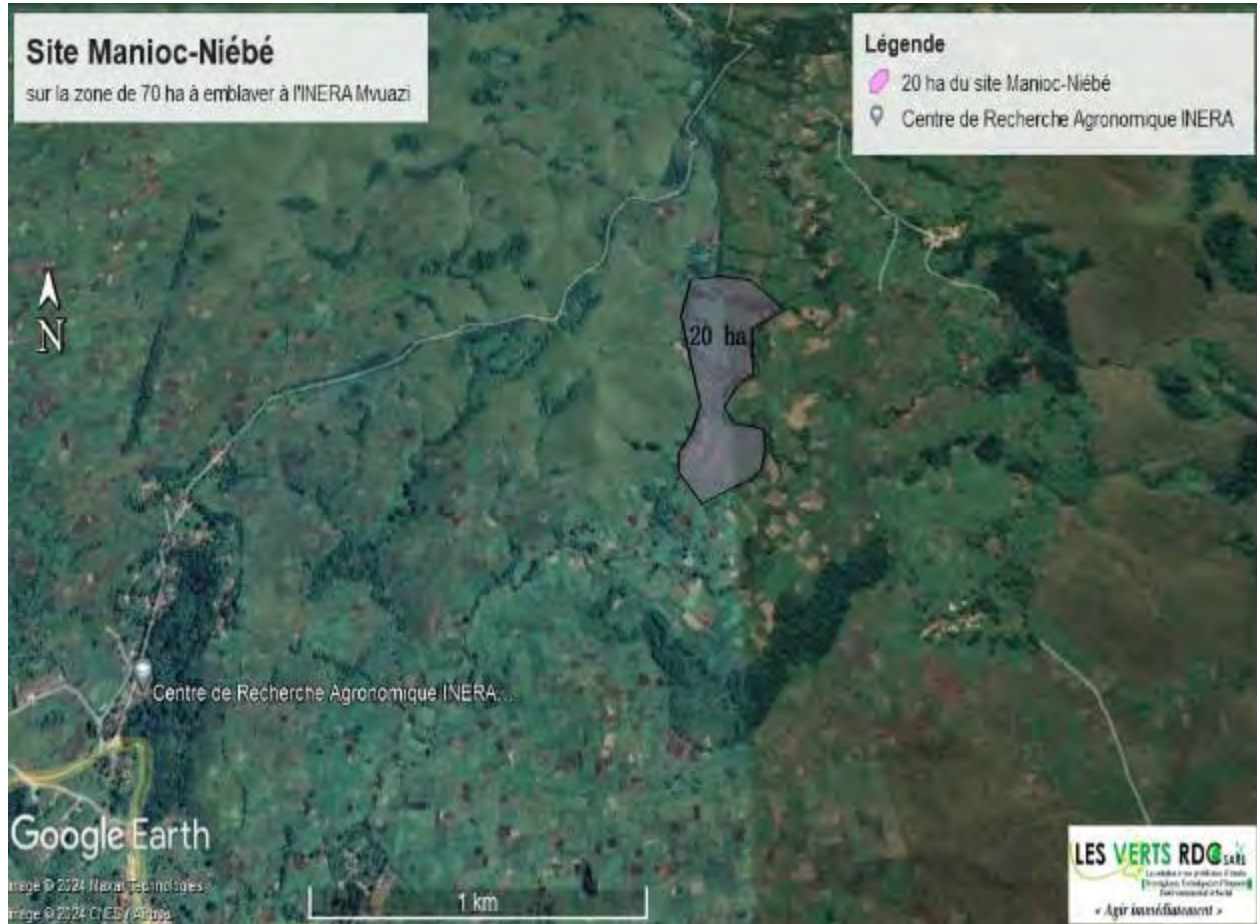 Site Manioc-Niébé
sur la zone de 70 ha à emblaver à l'INERA Mvuazi
Légende
20 ha du site Manioc-Niébé
Centre de Recherche Agronomique INERA
N
20 ha
Centre de Recherche Agronomique INERA...
Google Earth
mage © 2024 Maxar Technologies
mage © 2024 CNES / Airbus
1 km
LES VERTS RDC SARL
« Agir immédiatement »